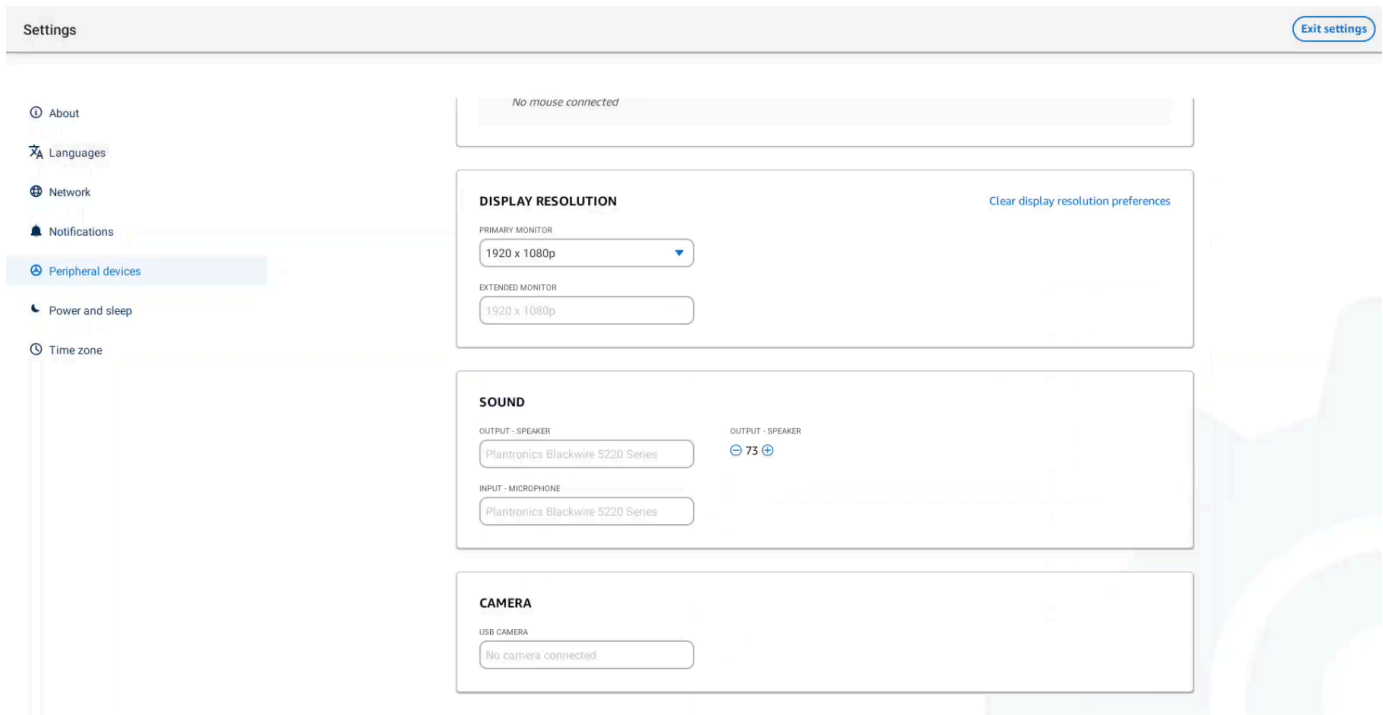 Settings
Exit settings
About
Languages
Network
Notifications
Peripheral devices
Power and sleep
Time zone
No mouse connected
DISPLAY RESOLUTION
Clear display resolution preferences
PRIMARY MONITOR
1920 x 1080p
EXTENDED MONITOR
1920 x 1080p
SOUND
OUTPUT - SPEAKER
Plantronics Blackwire 5220 Series
OUTPUT - SPEAKER
73
INPUT - MICROPHONE
Plantronics Blackwire 5220 Series
CAMERA
USB CAMERA
No camera connected